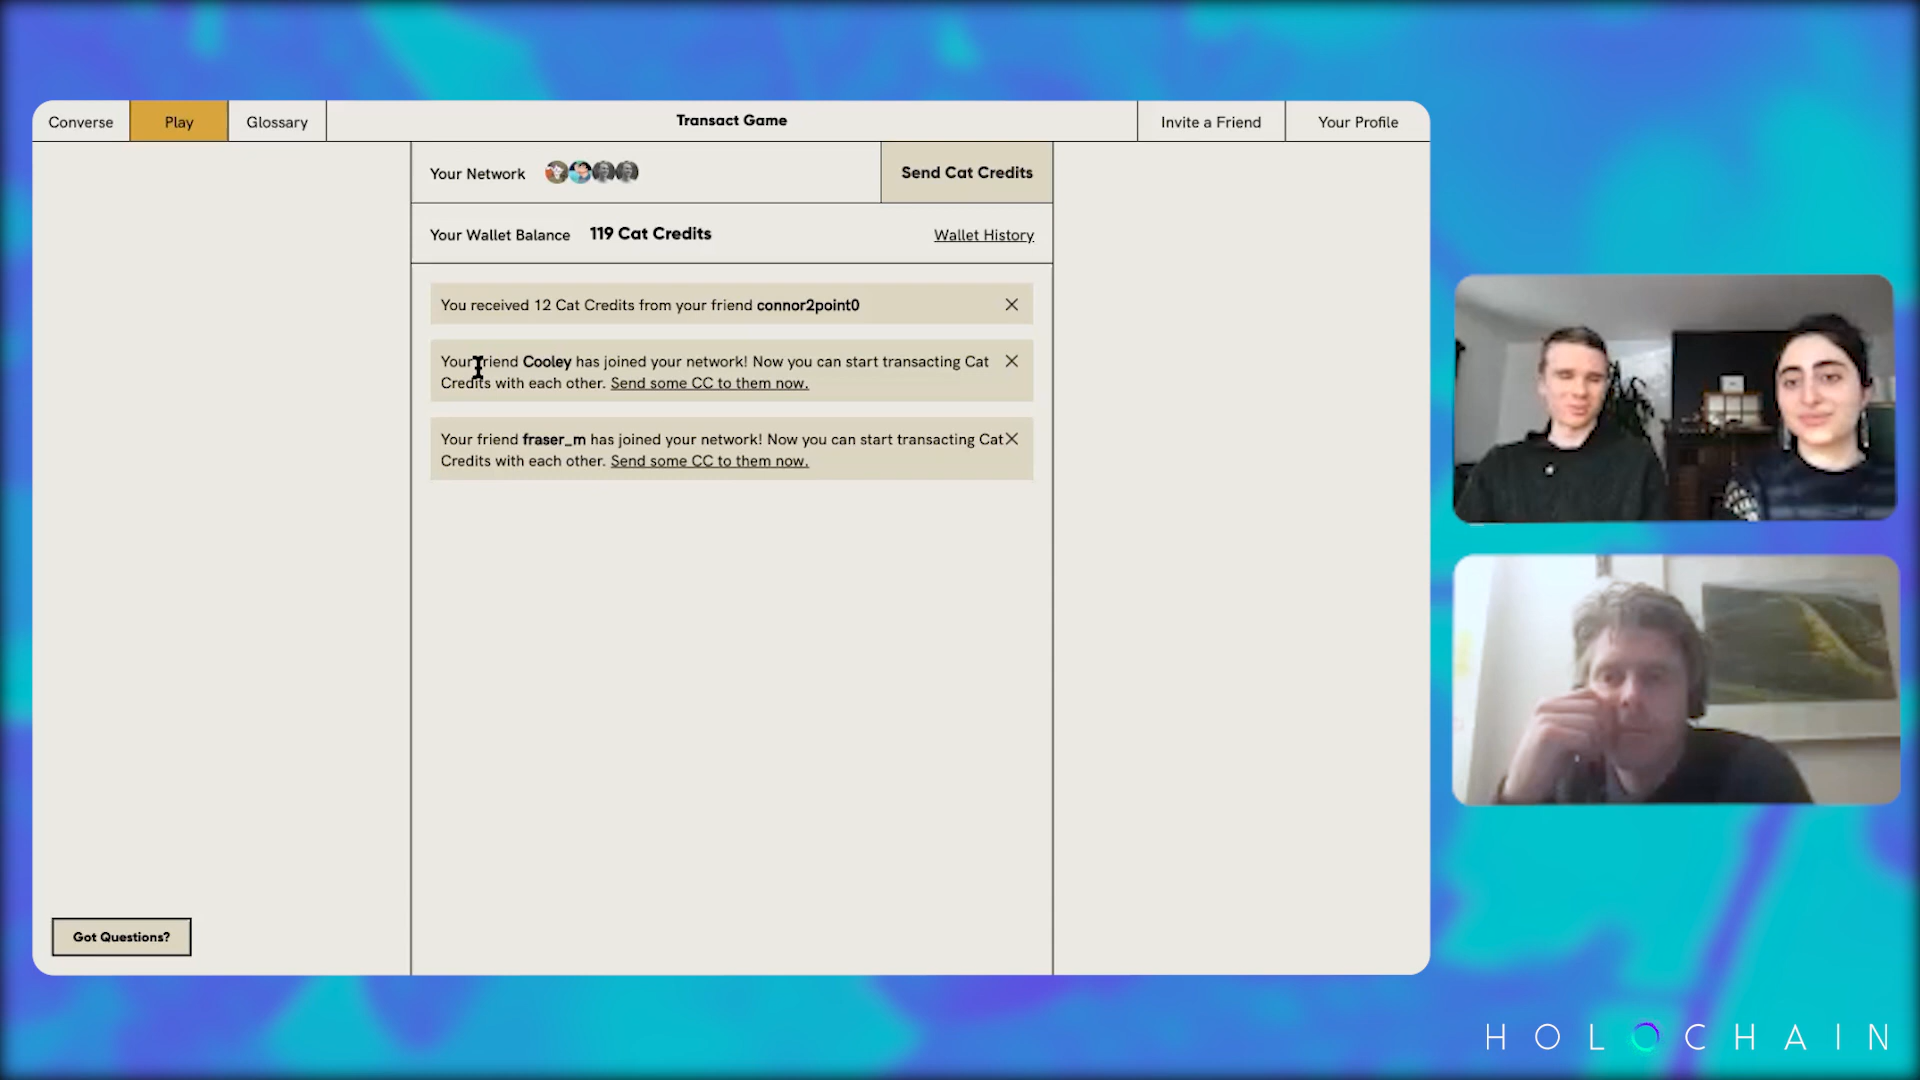 Converse
Play
Glossary
Transact Game
Invite a Friend
Your Profile
Your Network
Send Cat Credits
Your Wallet Balance
119 Cat Credits
Wallet History
You received 12 Cat Credits from your friend connor2point0
Your friend Cooley has joined your network! Now you can start transacting Cat
Credits with each other. Send some CC to them now.
Your friend fraser_m has joined your network! Now you can start transacting Cat
Credits with each other. Send some CC to them now.
Got Questions?
HOLOCHAIN